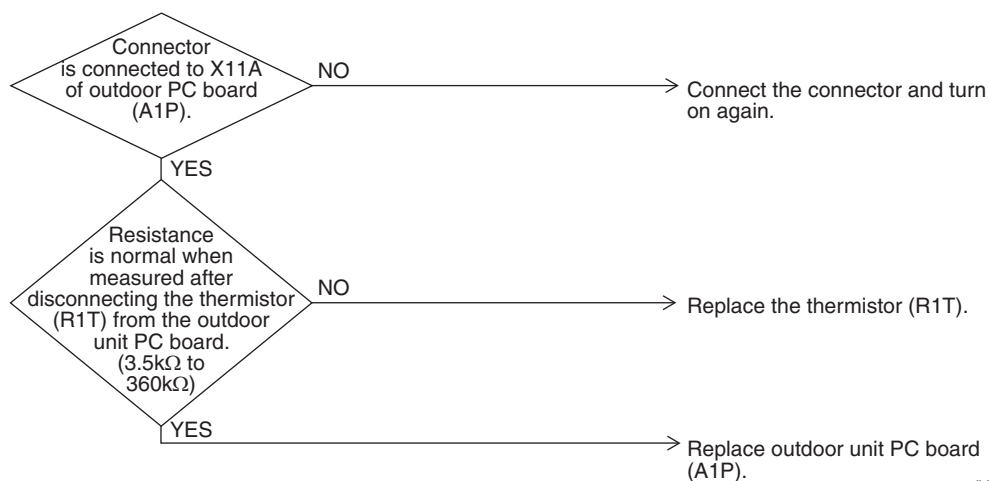 Connector
is connected to X11A
of outdoor PC board
(A1P).
NO
Connect the connector and turn
on again.
YES
Resistance
is normal when
measured after
disconnecting the thermistor
(R1T) from the outdoor
unit PC board.
(3.5kΩ to
360kΩ)
NO
Replace the thermistor (R1T).
YES
Replace outdoor unit PC board
(A1P).